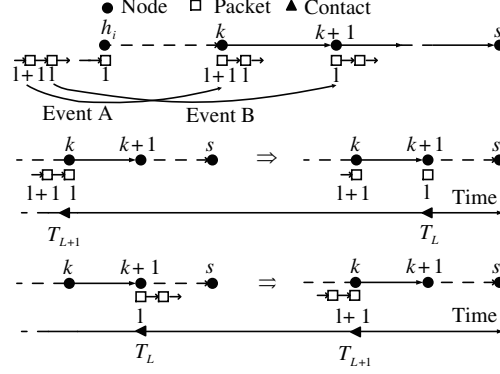 Node Packet Contact
h_i k k+1 s
l+1 l l l+1 l l
Event A Event B
k k+1 s ⇒ k k+1 s
l+1 l l+1 l
Time
T_{L+1} T_L
k k+1 s ⇒ k k+1 s
l l+1 Time
T_L T_{L+1}